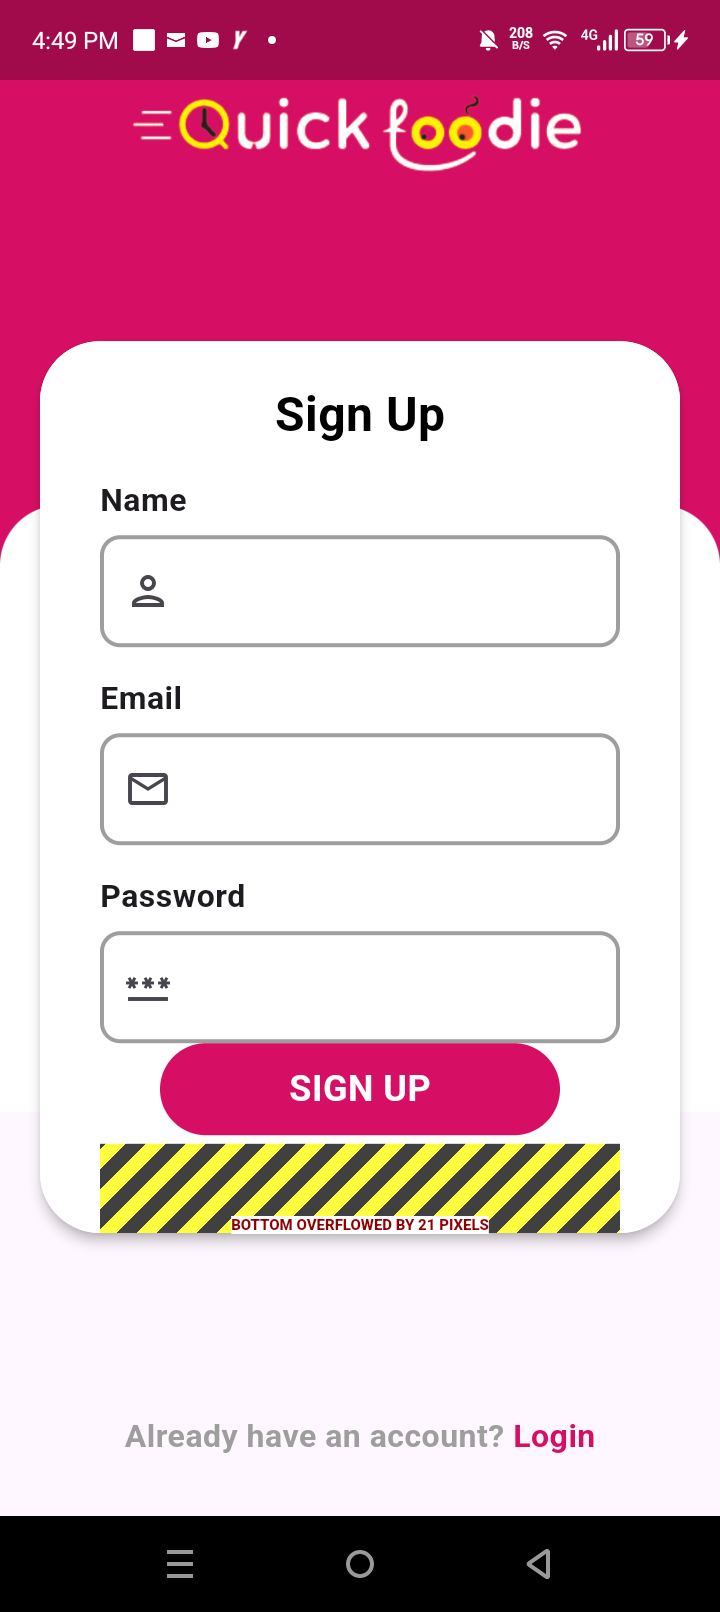 4:49 PM 208 B/S 4G 59
Quick foodie
Sign Up
Name
Email
Password
***
SIGN UP
BOTTOM OVERFLOWED BY 21 PIXELS
Already have an account? Login